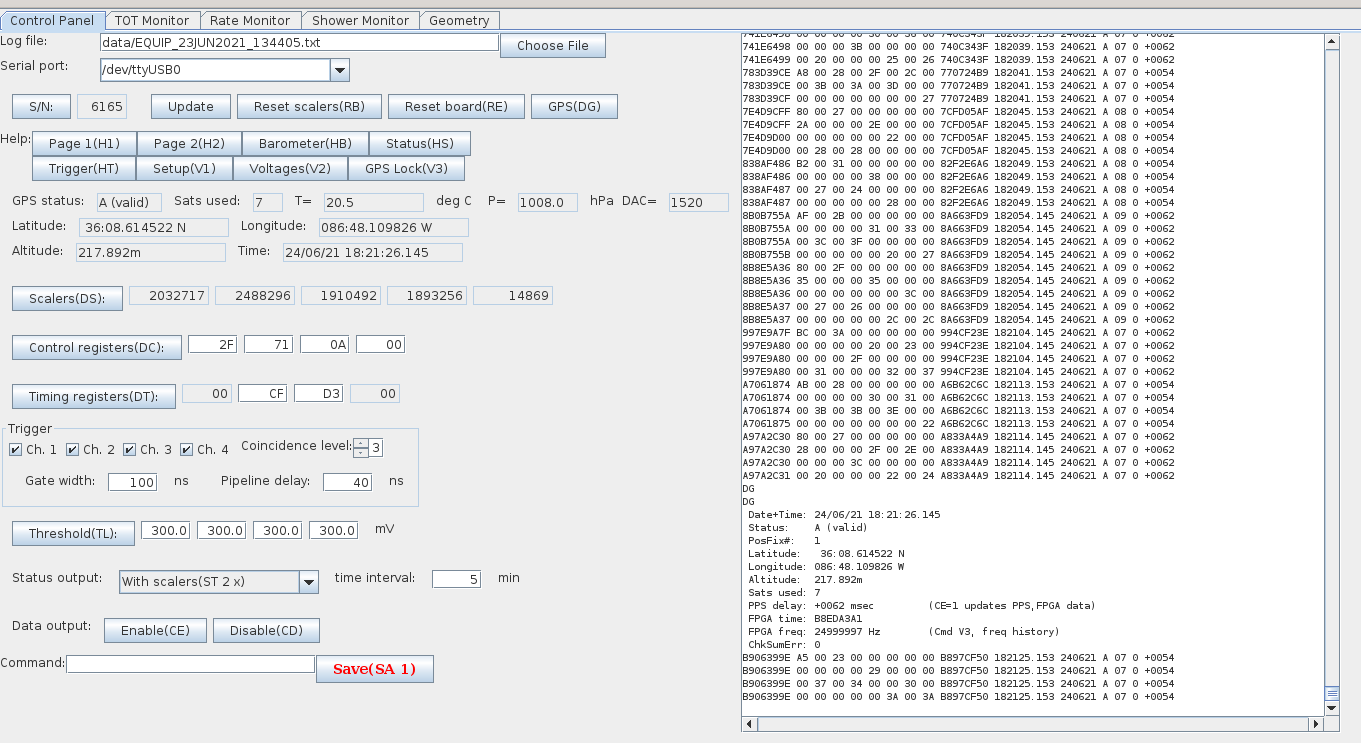 Control Panel TOT Monitor Rate Monitor Shower Monitor Geometry
Log file: data/EQUIP_23JUN2021_134405.txt Choose File
Serial port: /dev/ttyUSB0
S/N: 6165 Update Reset scalers(RB) Reset board(RE) GPS(DG)
Help: Page 1(H1) Page 2(H2) Barometer(HB) Status(HS)
Trigger(HT) Setup(V1) Voltages(V2) GPS Lock(V3)
GPS status: A (valid) Sats used: 7 T= 20.5 deg C P= 1008.0 hPa DAC= 1520
Latitude: 36:08.614522 N Longitude: 086:48.109826 W
Altitude: 217.892m Time: 24/06/21 18:21:26.145
Scalers(DS): 2032717 2488296 1910492 1893256 14869
Control registers(DC): 2F 71 0A 00
Timing registers(DT): 00 CF D3 00
Trigger
Ch. 1 Ch. 2 Ch. 3 Ch. 4 Coincidence level: 3
Gate width: 100 ns Pipeline delay: 40 ns
Threshold(TL): 300.0 300.0 300.0 300.0 mV
Status output: With scalers(ST 2 x) time interval: 5 min
Data output: Enable(CE) Disable(CD)
Command: Save(SA 1)
741E6498 00 00 00 3B 00 00 00 00 740C343F 182039.153 240621 A 07 0 +0062
741E6499 00 20 00 00 00 25 00 26 740C343F 182039.153 240621 A 07 0 +0062
783D39CE A8 00 28 00 2F 00 2C 00 770724B9 182041.153 240621 A 07 0 +0054
783D39CE 00 3B 00 3A 00 3D 00 00 770724B9 182041.153 240621 A 07 0 +0054
783D39CF 00 00 00 00 00 00 00 27 770724B9 182041.153 240621 A 07 0 +0054
7E4D9CFF 80 00 27 00 00 00 00 00 7CFD05AF 182045.153 240621 A 08 0 +0054
7E4D9CFF 2A 00 00 00 2E 00 00 00 7CFD05AF 182045.153 240621 A 08 0 +0054
7E4D9D00 00 00 00 00 00 22 00 00 7CFD05AF 182045.153 240621 A 08 0 +0054
7E4D9D00 00 28 00 28 00 00 00 00 7CFD05AF 182045.153 240621 A 08 0 +0054
838AF486 B2 00 31 00 00 00 00 00 82F2E6A6 182049.153 240621 A 08 0 +0054
838AF486 00 00 00 00 38 00 00 00 82F2E6A6 182049.153 240621 A 08 0 +0054
838AF487 00 27 00 24 00 00 00 00 82F2E6A6 182049.153 240621 A 08 0 +0054
838AF487 00 00 00 00 00 28 00 00 82F2E6A6 182049.153 240621 A 08 0 +0054
8B0B755A AF 00 2B 00 00 00 00 00 8A663FD9 182054.145 240621 A 09 0 +0062
8B0B755A 00 00 00 00 31 00 33 00 8A663FD9 182054.145 240621 A 09 0 +0062
8B0B755A 00 3C 00 3F 00 00 00 00 8A663FD9 182054.145 240621 A 09 0 +0062
8B0B755B 00 00 00 00 00 20 00 27 8A663FD9 182054.145 240621 A 09 0 +0062
8B8E5A36 80 00 2F 00 00 00 00 00 8A663FD9 182054.145 240621 A 09 0 +0062
8B8E5A36 35 00 00 00 35 00 00 00 8A663FD9 182054.145 240621 A 09 0 +0062
8B8E5A36 00 00 00 00 00 00 3C 00 8A663FD9 182054.145 240621 A 09 0 +0062
8B8E5A37 00 27 00 26 00 00 00 00 8A663FD9 182054.145 240621 A 09 0 +0062
8B8E5A37 00 00 00 00 00 2C 00 2C 8A663FD9 182054.145 240621 A 09 0 +0062
997E9A7F BC 00 3A 00 00 00 00 00 994CF23E 182104.145 240621 A 07 0 +0062
997E9A80 00 00 00 00 20 00 23 00 994CF23E 182104.145 240621 A 07 0 +0062
997E9A80 00 00 00 2F 00 00 00 00 994CF23E 182104.145 240621 A 07 0 +0062
997E9A80 00 31 00 00 00 32 00 37 994CF23E 182104.145 240621 A 07 0 +0062
A7061874 AB 00 28 00 00 00 00 00 A6B62C6C 182113.153 240621 A 07 0 +0054
A7061874 00 00 00 00 30 00 31 00 A6B62C6C 182113.153 240621 A 07 0 +0054
A7061874 00 3B 00 3B 00 3E 00 00 A6B62C6C 182113.153 240621 A 07 0 +0054
A7061875 00 00 00 00 00 00 00 22 A6B62C6C 182113.153 240621 A 07 0 +0054
A97A2C30 80 00 27 00 00 00 00 00 A833A4A9 182114.145 240621 A 07 0 +0062
A97A2C30 28 00 00 00 2F 00 2E 00 A833A4A9 182114.145 240621 A 07 0 +0062
A97A2C30 00 00 00 3C 00 00 00 00 A833A4A9 182114.145 240621 A 07 0 +0062
A97A2C31 00 20 00 00 00 22 00 24 A833A4A9 182114.145 240621 A 07 0 +0062
DG
DG
Date+Time: 24/06/21 18:21:26.145
Status: A (valid)
PosFix#: 1
Latitude: 36:08.614522 N
Longitude: 086:48.109826 W
Altitude: 217.892m
Sats used: 7
PPS delay: +0062 msec (CE=1 updates PPS,FPGA data)
FPGA time: B8EDA3A1
FPGA freq: 24999997 Hz (Cmd V3, freq history)
ChkSumErr: 0
B906399E A5 00 23 00 00 00 00 00 B897CF50 182125.153 240621 A 07 0 +0054
B906399E 00 00 00 00 29 00 00 00 B897CF50 182125.153 240621 A 07 0 +0054
B906399E 00 37 00 34 00 00 30 00 B897CF50 182125.153 240621 A 07 0 +0054
B906399E 00 00 00 00 00 3A 00 3A B897CF50 182125.153 240621 A 07 0 +0054